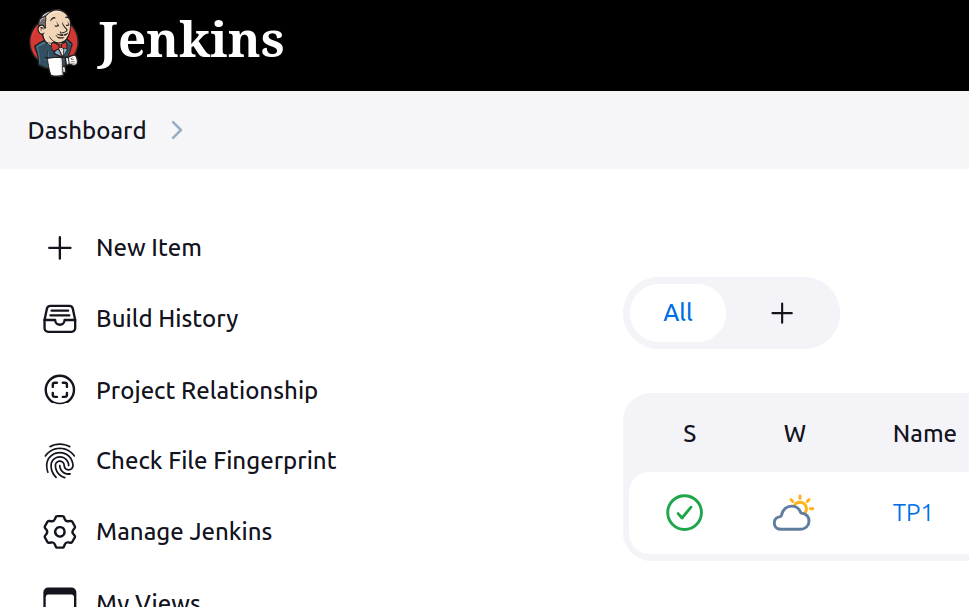 Jenkins
Dashboard
New Item
Build History
Project Relationship
Check File Fingerprint
Manage Jenkins
My Views
All +
S W Name
TP1